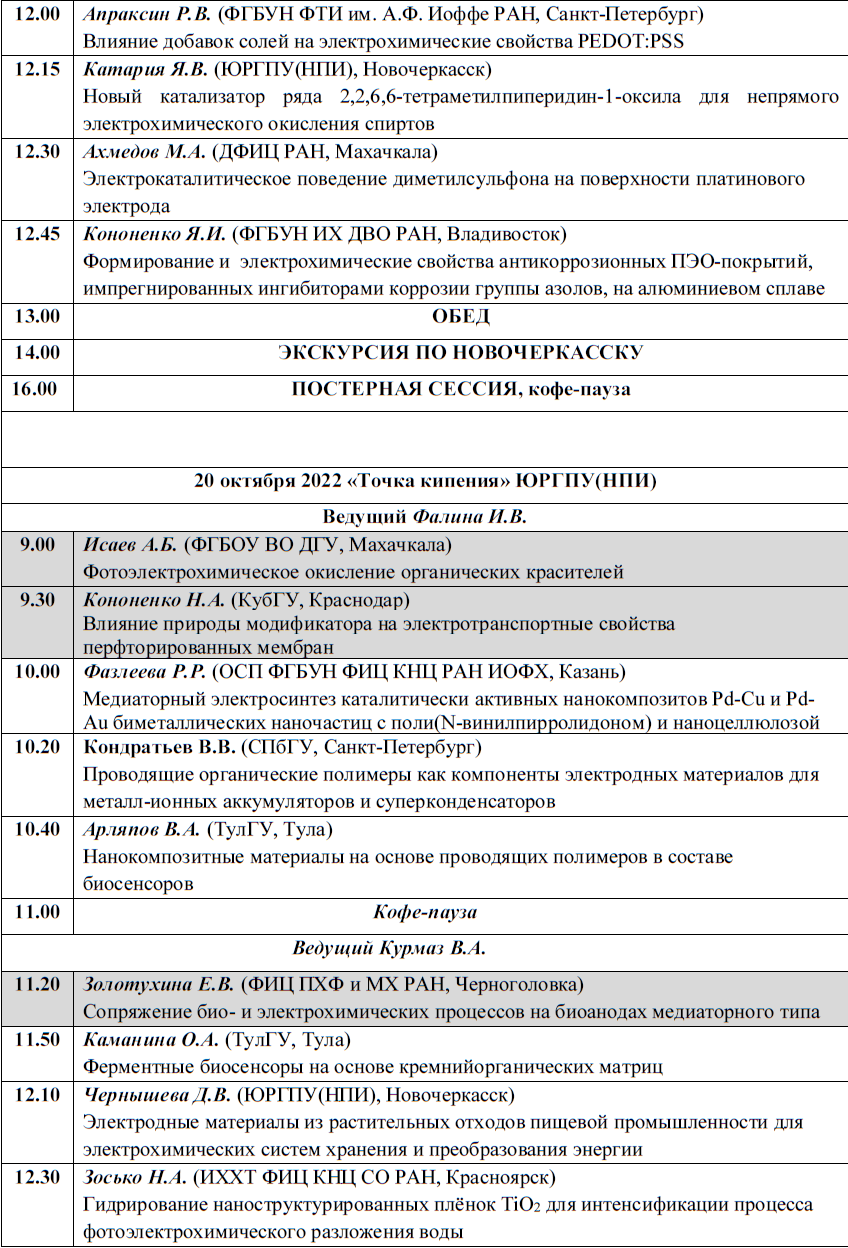 12.00 Апраксин Р.В. (ФГБУН ФТИ им. А.Ф. Иоффе РАН, Санкт-Петербург)
Влияние добавок солей на электрохимические свойства PEDOT:PSS
12.15 Катария Я.В. (ЮРГПУ(НПИ), Новочеркасск)
Новый катализатор ряда 2,2,6,6-тетраметилпиперидин-1-оксила для непрямого
электрохимического окисления спиртов
12.30 Ахмедов М.А. (ДФИЦ РАН, Махачкала)
Электрокаталитическое поведение диметилсульфона на поверхности платинового
электрода
12.45 Кононенко Я.И. (ФГБУН ИХ ДВО РАН, Владивосток)
Формирование и электрохимические свойства антикоррозионных ПЭО-покрытий,
импрегнированных ингибиторами коррозии группы азолов, на алюминиевом сплаве
13.00 ОБЕД
14.00 ЭКСКУРСИЯ ПО НОВОЧЕРКАССКУ
16.00 ПОСТЕРНАЯ СЕССИЯ, кофе-пауза
20 октября 2022 «Точка кипения» ЮРГПУ(НПИ)
Ведущий Фалина И.В.
9.00 Исаев А.Б. (ФГБОУ ВО ДГУ, Махачкала)
Фотоэлектрохимическое окисление органических красителей
9.30 Кононенко Н.А. (КубГУ, Краснодар)
Влияние природы модификатора на электротранспортные свойства
перфторированных мембран
10.00 Фазлеева Р.Р. (ОСП ФГБУН ФИЦ КНЦ РАН ИОФХ, Казань)
Медиаторный электросинтез каталитически активных нанокомпозитов Pd-Cu и Pd-
Au биметаллических наночастиц с поли(N-винилпирролидоном) и наноцеллюлозой
10.20 Кондратьев В.В. (СПбГУ, Санкт-Петербург)
Проводящие органические полимеры как компоненты электродных материалов для
металл-ионных аккумуляторов и суперконденсаторов
10.40 Арляпов В.А. (ТулГУ, Тула)
Нанокомпозитные материалы на основе проводящих полимеров в составе
биосенсоров
11.00 Кофе-пауза
Ведущий Курмаз В.А.
11.20 Золотухина Е.В. (ФИЦ ПХФ и МХ РАН, Черноголовка)
Сопряжение био- и электрохимических процессов на биоанодах медиаторного типа
11.50 Каманина О.А. (ТулГУ, Тула)
Ферментные биосенсоры на основе кремнийорганических матриц
12.10 Чернышева Д.В. (ЮРГПУ(НПИ), Новочеркасск)
Электродные материалы из растительных отходов пищевой промышленности для
электрохимических систем хранения и преобразования энергии
12.30 Зосько Н.А. (ИХХТ ФИЦ КНЦ СО РАН, Красноярск)
Гидрирование наноструктурированных плёнок TiO₂ для интенсификации процесса
фотоэлектрохимического разложения воды